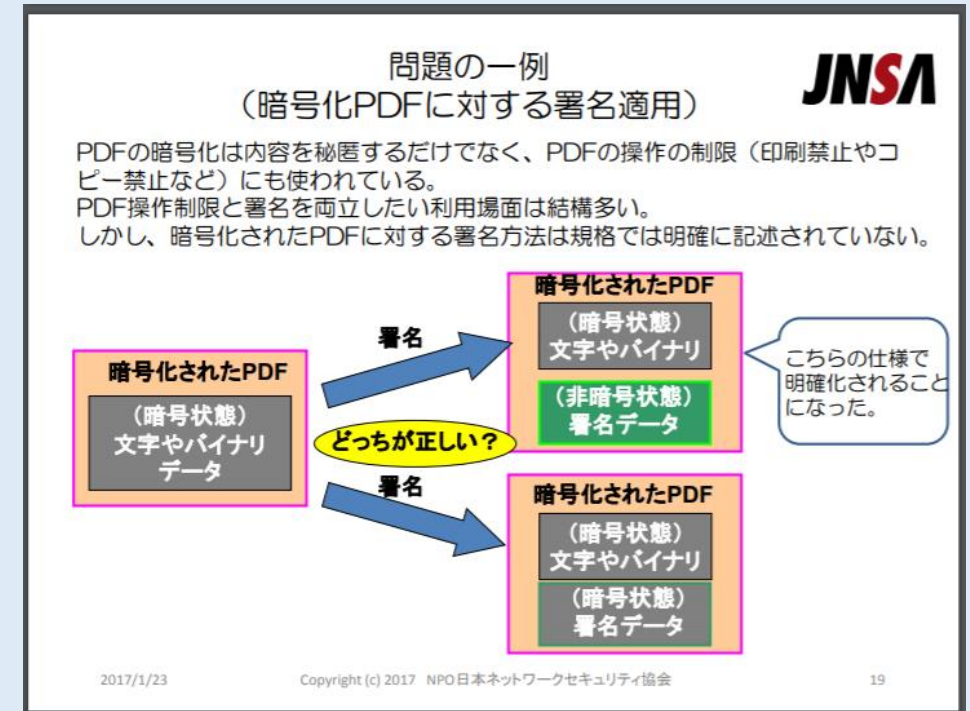 問題の一例
（暗号化PDFに対する署名適用）
JNSA
PDFの暗号化は内容を秘匿するだけでなく、PDFの操作の制限（印刷禁止やコ
ピー禁止など）にも使われている。
PDF操作制限と署名を両立したい利用場面は結構多い。
しかし、暗号化されたPDFに対する署名方法は規格では明確に記述されていない。
暗号化されたPDF
（暗号状態）
文字やバイナリ
データ
署名
どっちが正しい？
署名
暗号化されたPDF
（暗号状態）
文字やバイナリ
（非暗号状態）
署名データ
こちらの仕様で
明確化されること
になった。
暗号化されたPDF
（暗号状態）
文字やバイナリ
（暗号状態）
署名データ
2017/1/23
Copyright (c) 2017 NPO日本ネットワークセキュリティ協会
19